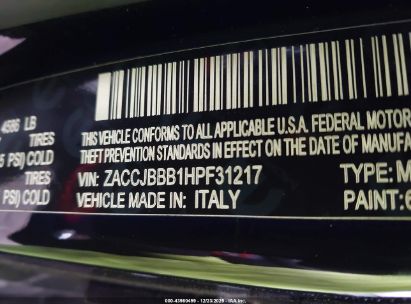 4586 LB
TIRES
5 PSI) COLD
TIRES
PSI) COLD
THIS VEHICLE CONFORMS TO ALL APPLICABLE U.S.A. FEDERAL MOTOR
THEFT PREVENTION STANDARDS IN EFFECT ON THE DATE OF MANUFA
VIN: ZACCJBBB1HPF31217 TYPE: M
VEHICLE MADE IN: ITALY PAINT: 6